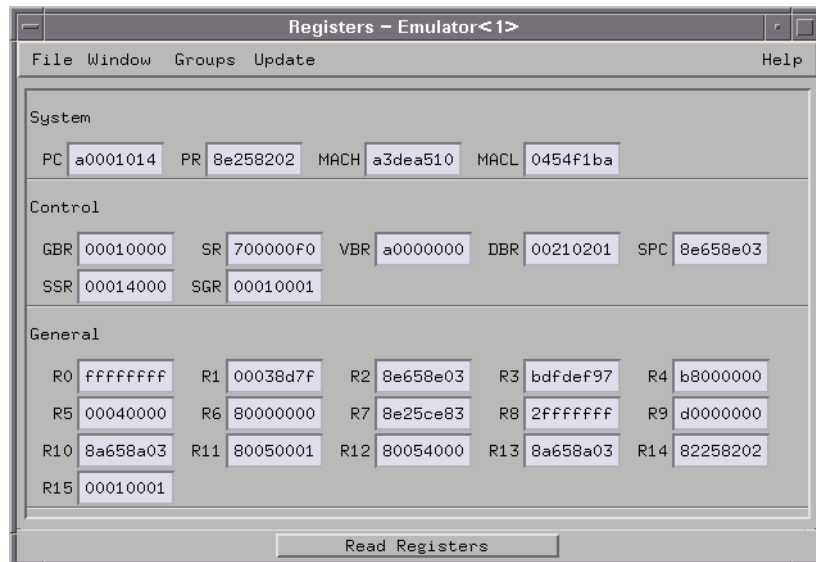 Registers – Emulator<1>
File Window Groups Update Help
System
PC a0001014 PR 8e258202 MACH a3dea510 MACL 0454f1ba
Control
GBR 00010000 SR 700000f0 VBR a0000000 DBR 00210201 SPC 8e658e03
SSR 00014000 SGR 00010001
General
R0 ffffffff R1 00038d7f R2 8e658e03 R3 bdfdef97 R4 b8000000
R5 00040000 R6 80000000 R7 8e25ce83 R8 2fffffff R9 d0000000
R10 8a658a03 R11 80050001 R12 80054000 R13 8a658a03 R14 82258202
R15 00010001
Read Registers